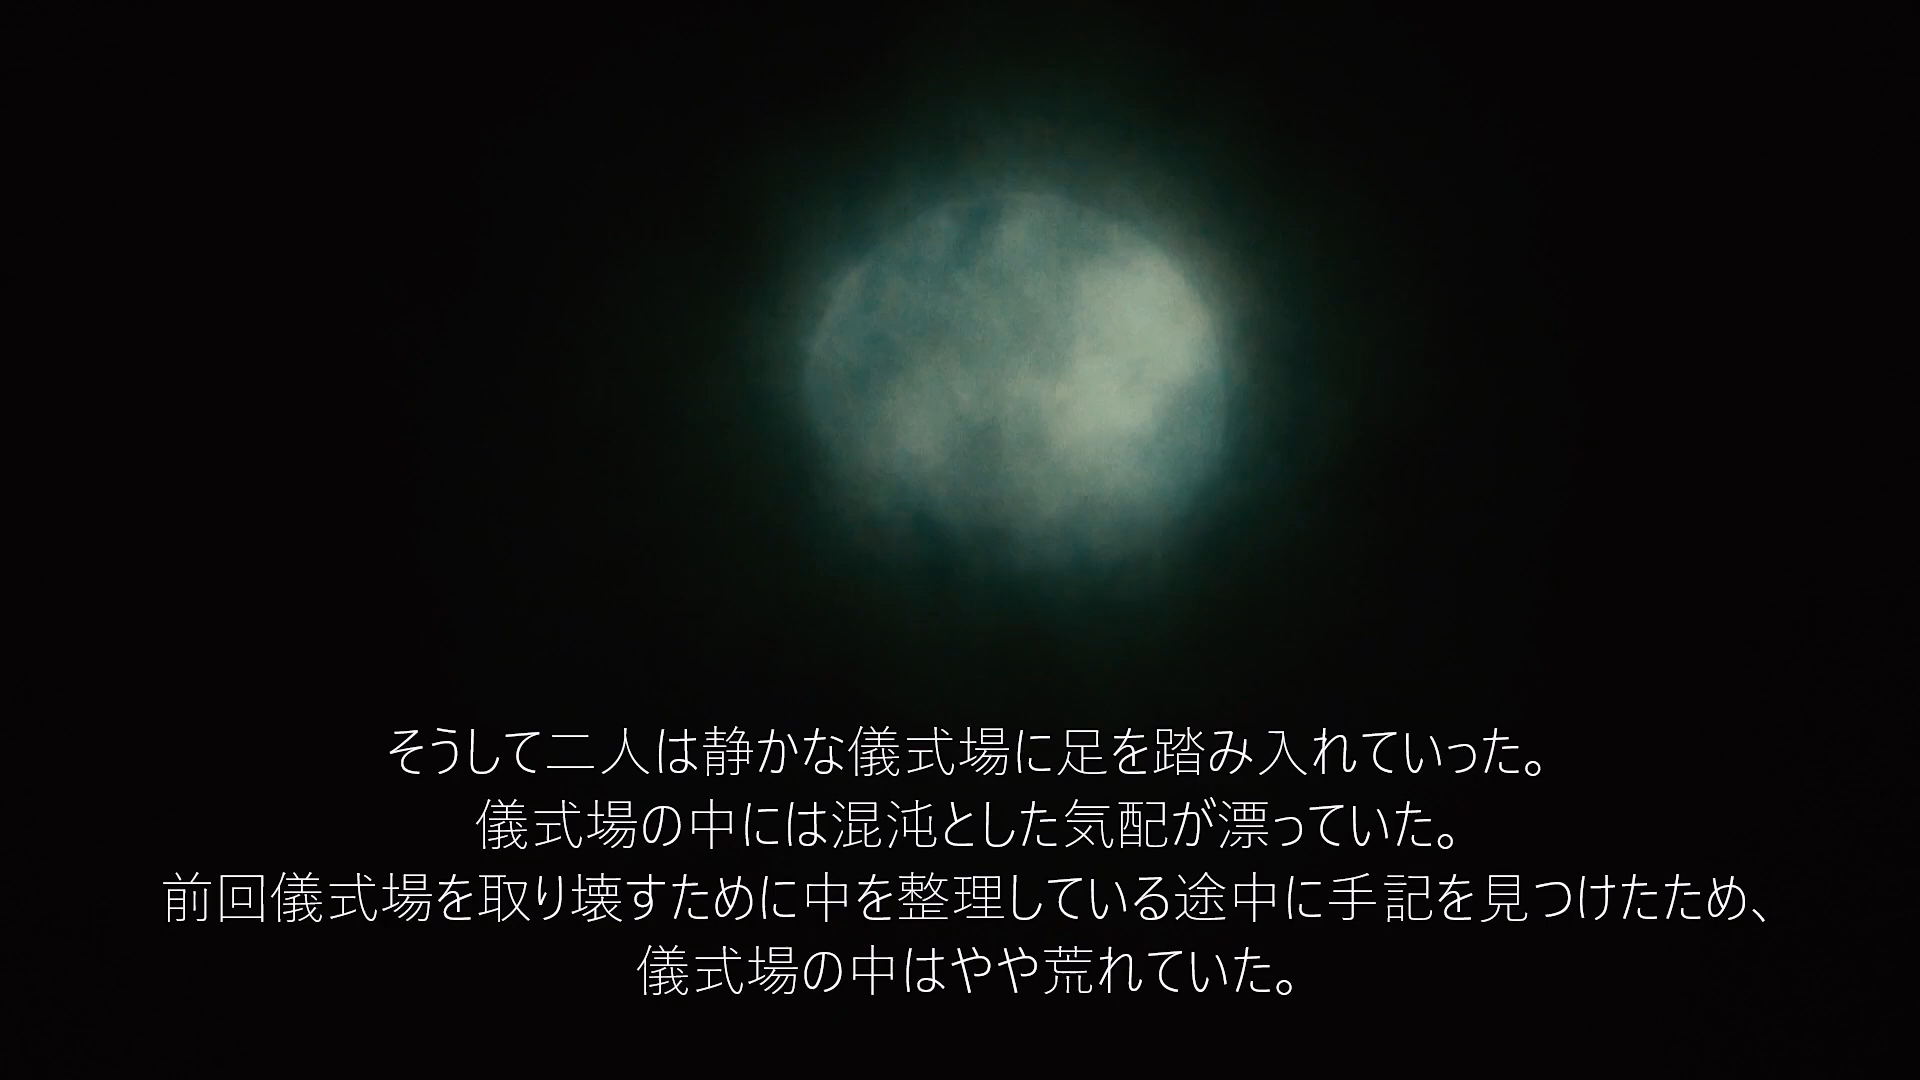 そうして二人は静かな儀式場に足を踏み入れていった。
儀式場の中には混沌とした気配が漂っていた。
前回儀式場を取り壊すために中を整理している途中に手記を見つけたため、
儀式場の中はやや荒れていた。